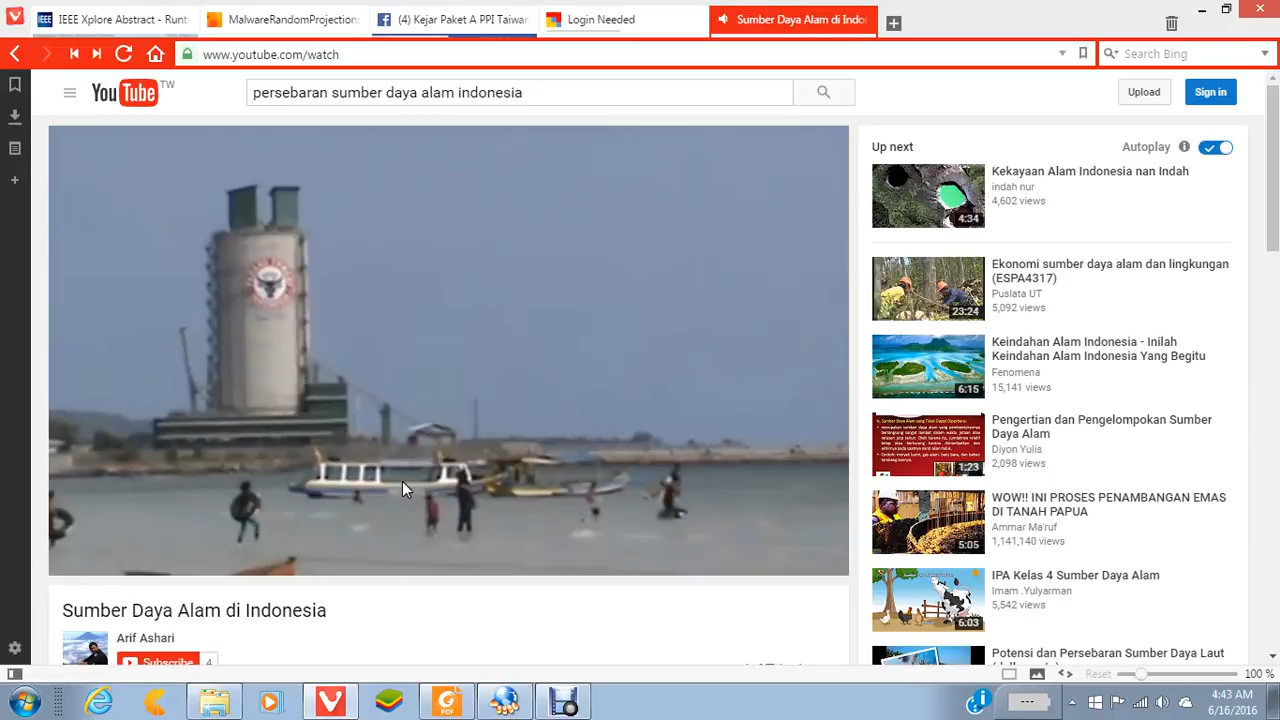 IEEE Xplore Abstract - Runt
MalwareRandomProjections
(4) Kejar Paket A PPI Taiwan
Login Needed
Sumber Daya Alam di Indo
www.youtube.com/watch
Search Bing
YouTube TW
persebaran sumber daya alam indonesia
Upload
Sign in
Up next
Autoplay
Kekayaan Alam Indonesia nan Indah
indah nur
4,602 views
4:34
Ekonomi sumber daya alam dan lingkungan
(ESPA4317)
Puslata UT
5,092 views
23:24
Keindahan Alam Indonesia - Inilah
Keindahan Alam Indonesia Yang Begitu
Fenomena
15,141 views
6:15
Pengertian dan Pengelompokan Sumber
Daya Alam
Diyon Yulis
2,098 views
1:23
WOW!! INI PROSES PENAMBANGAN EMAS
DI TANAH PAPUA
Ammar Ma'ruf
1,141,140 views
5:05
IPA Kelas 4 Sumber Daya Alam
Imam .Yulyarman
5,542 views
6:03
Potensi dan Persebaran Sumber Daya Laut
Sumber Daya Alam di Indonesia
Arif Ashari
Subscribe 4
Reset
100 %
PDF
4:43 AM
6/16/2016